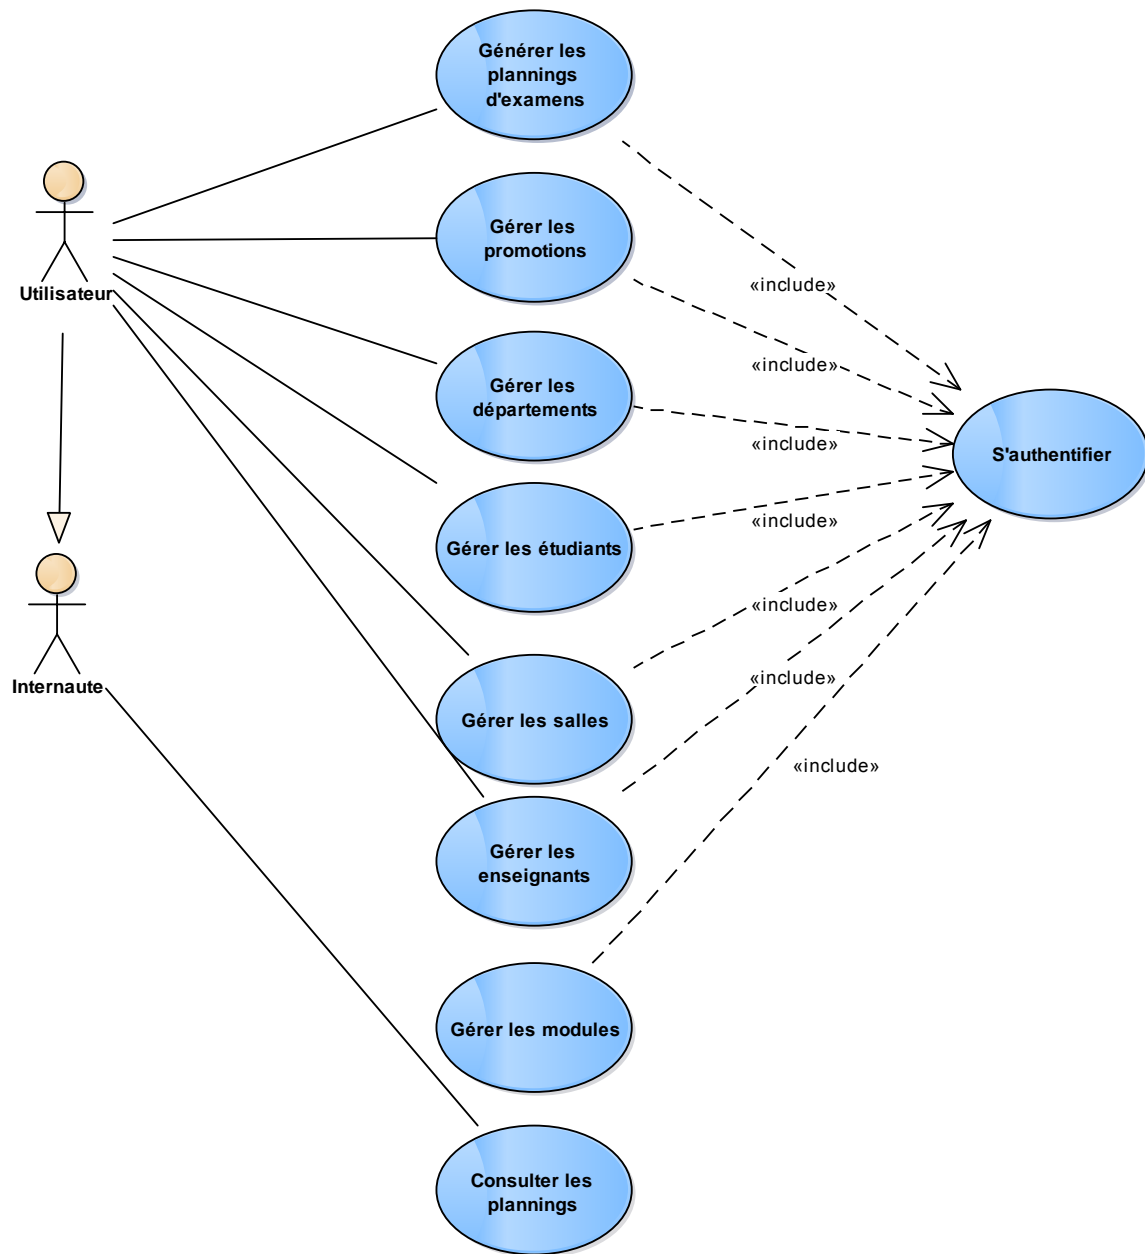 Générer les
plannings
d'examens
Utilisateur
Gérer les
promotions
«include»
«include»
Gérer les
départements
«include»
S'authentifier
Gérer les étudiants
«include»
Internaute
«include»
Gérer les salles
«include»
«include»
Gérer les
enseignants
Gérer les modules
Consulter les
plannings